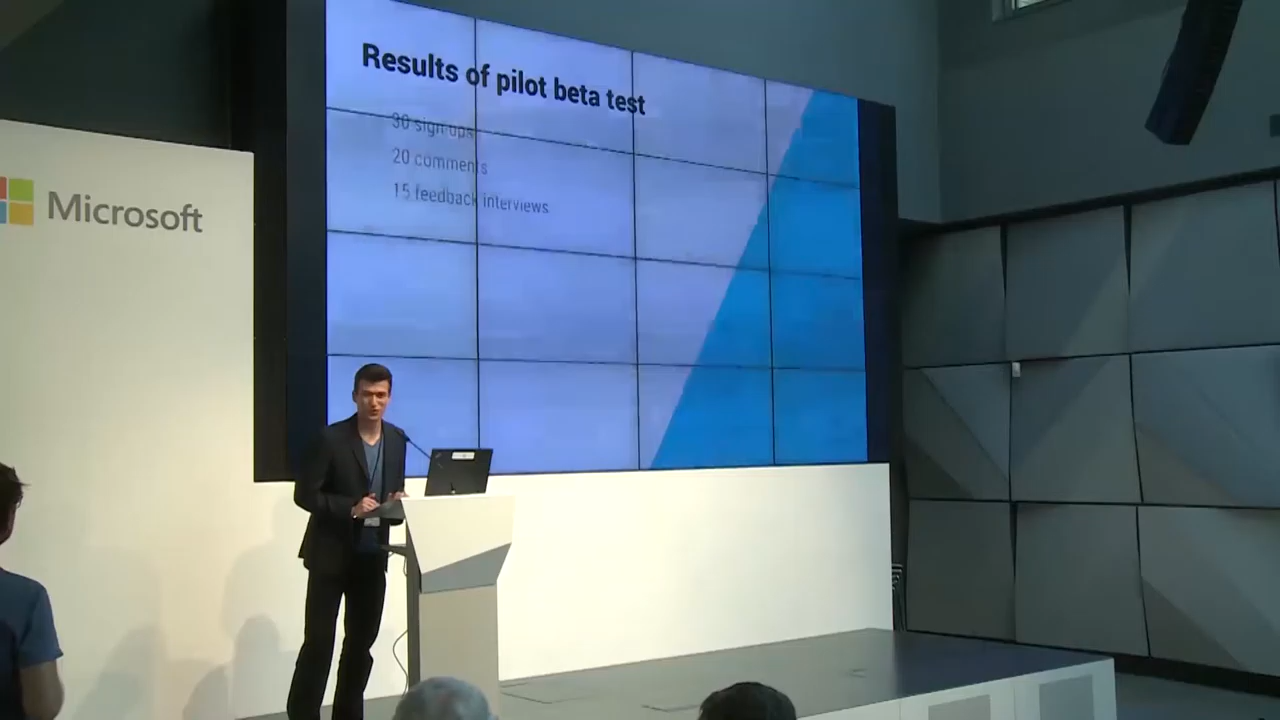 Results of pilot beta test
30 sign ups
20 comments
15 feedback interviews
Microsoft